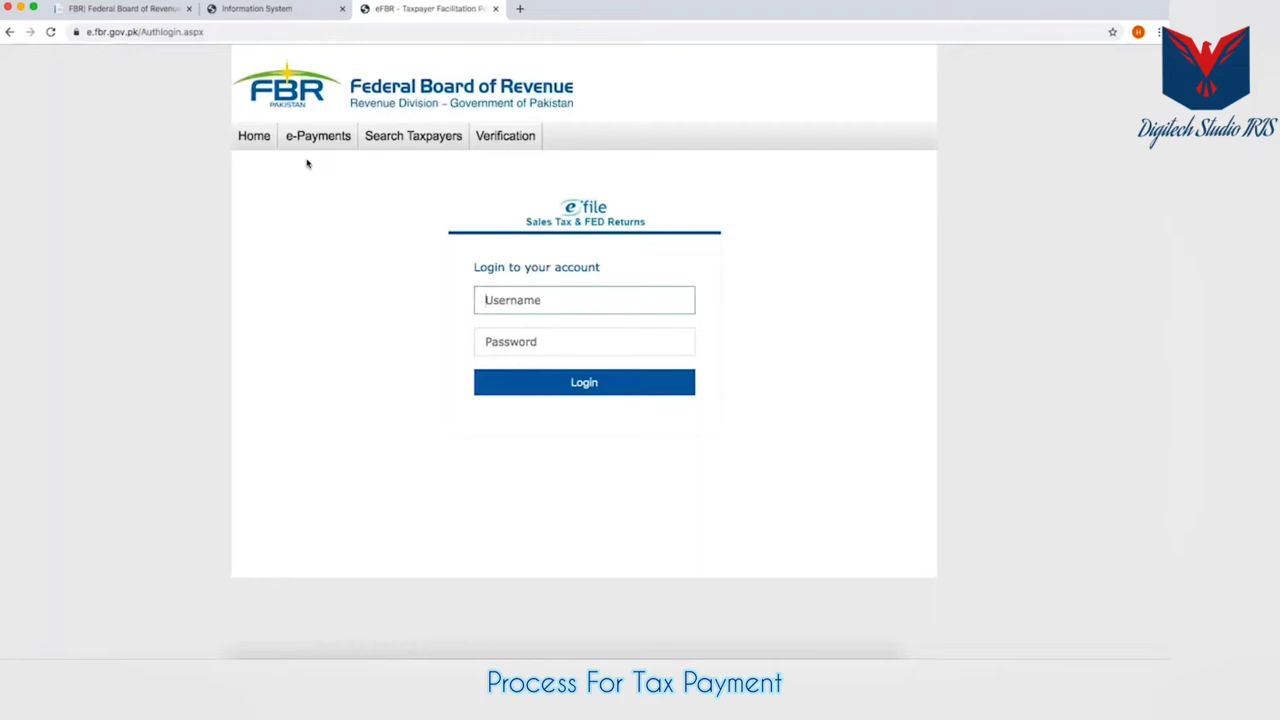 FBR| Federal Board of Revenue
Information System
eFBR - Taxpayer Facilitation Po
e.fbr.gov.pk/Authlogin.aspx
H
Digitech Studio IRIS
FBR
PAKISTAN
Federal Board of Revenue
Revenue Division – Government of Pakistan
Home
e-Payments
Search Taxpayers
Verification
e file
Sales Tax & FED Returns
Login to your account
Username
Password
Login
Process For Tax Payment